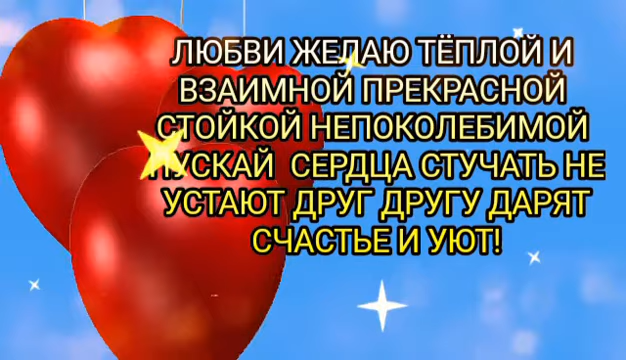 ЛЮБВИ ЖЕЛАЮ ТЁПЛОЙ И
ВЗАИМНОЙ ПРЕКРАСНОЙ
СТОЙКОЙ НЕПОКОЛЕБИМОЙ
ПУСКАЙ СЕРДЦА СТУЧАТЬ НЕ
УСТАЮТ ДРУГ ДРУГУ ДАРЯТ
СЧАСТЬЕ И УЮТ!